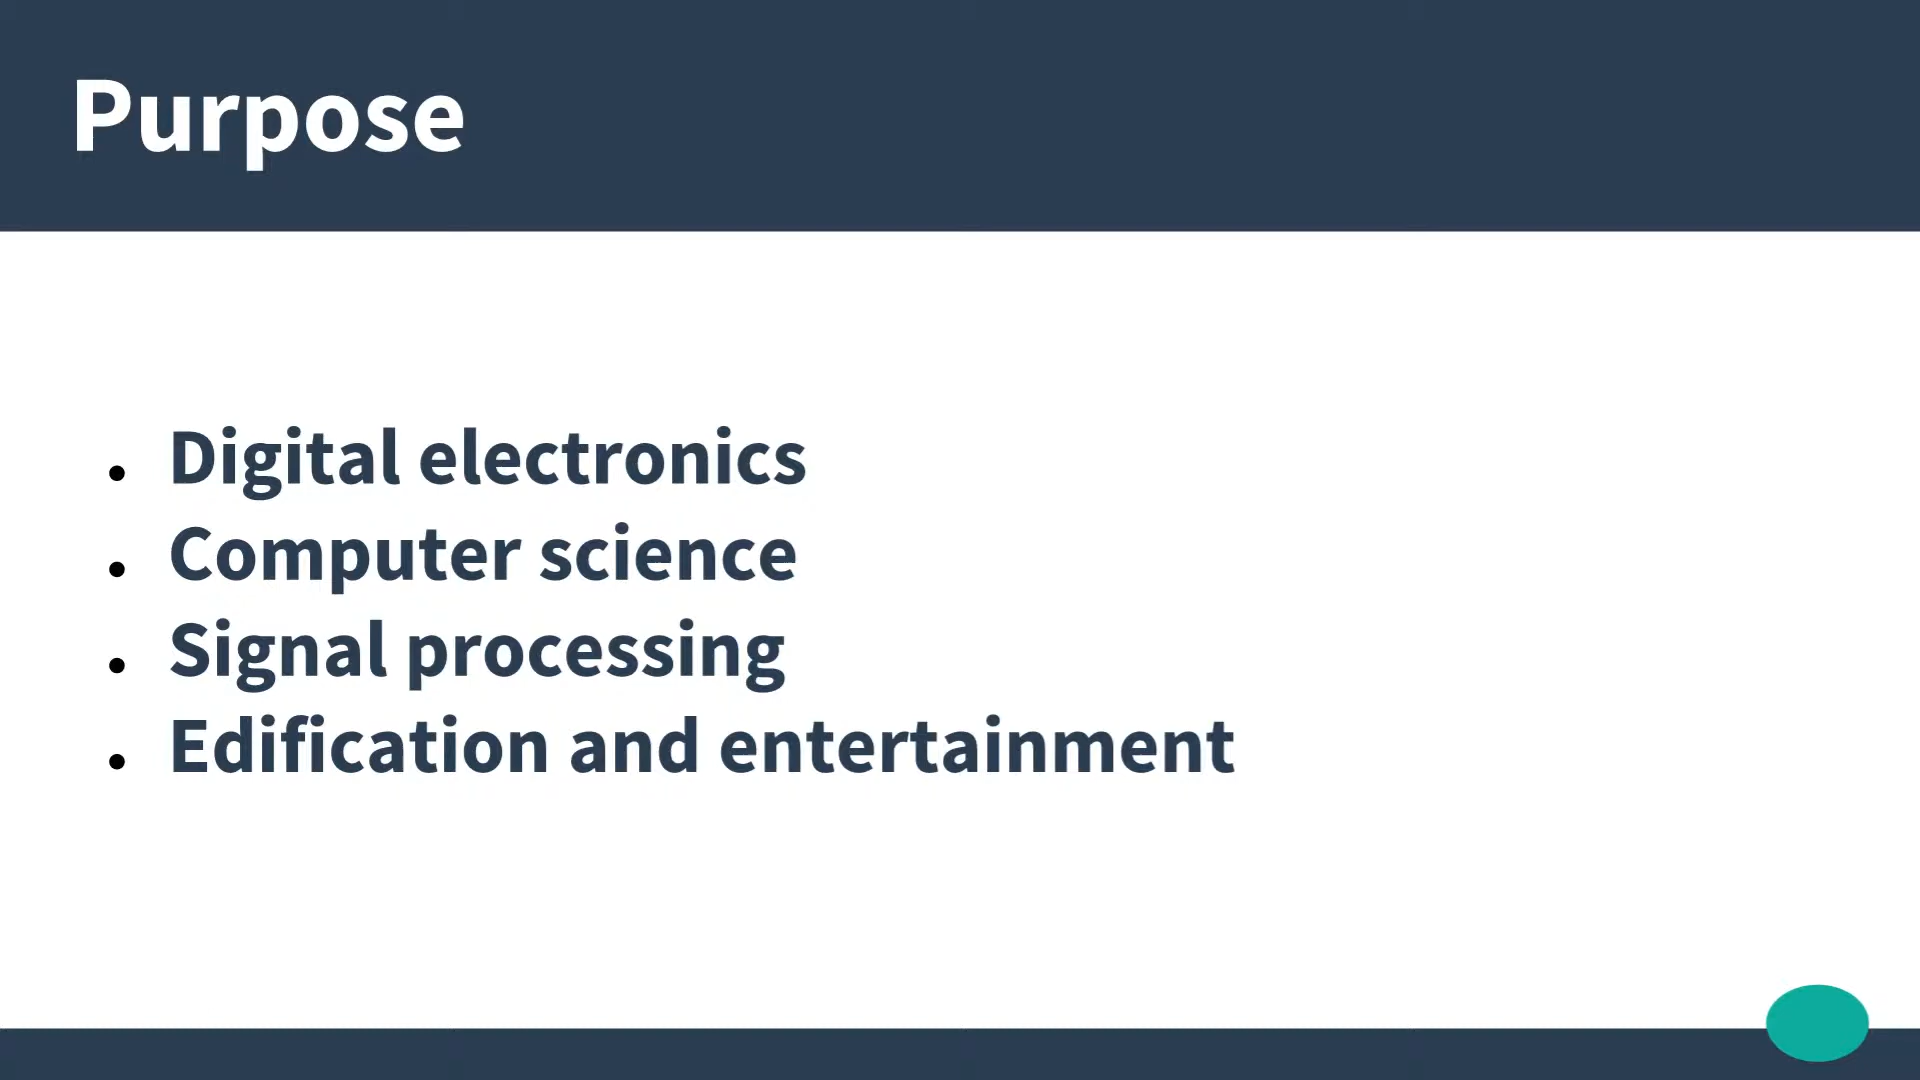 Purpose
Digital electronics
Computer science
Signal processing
Edification and entertainment